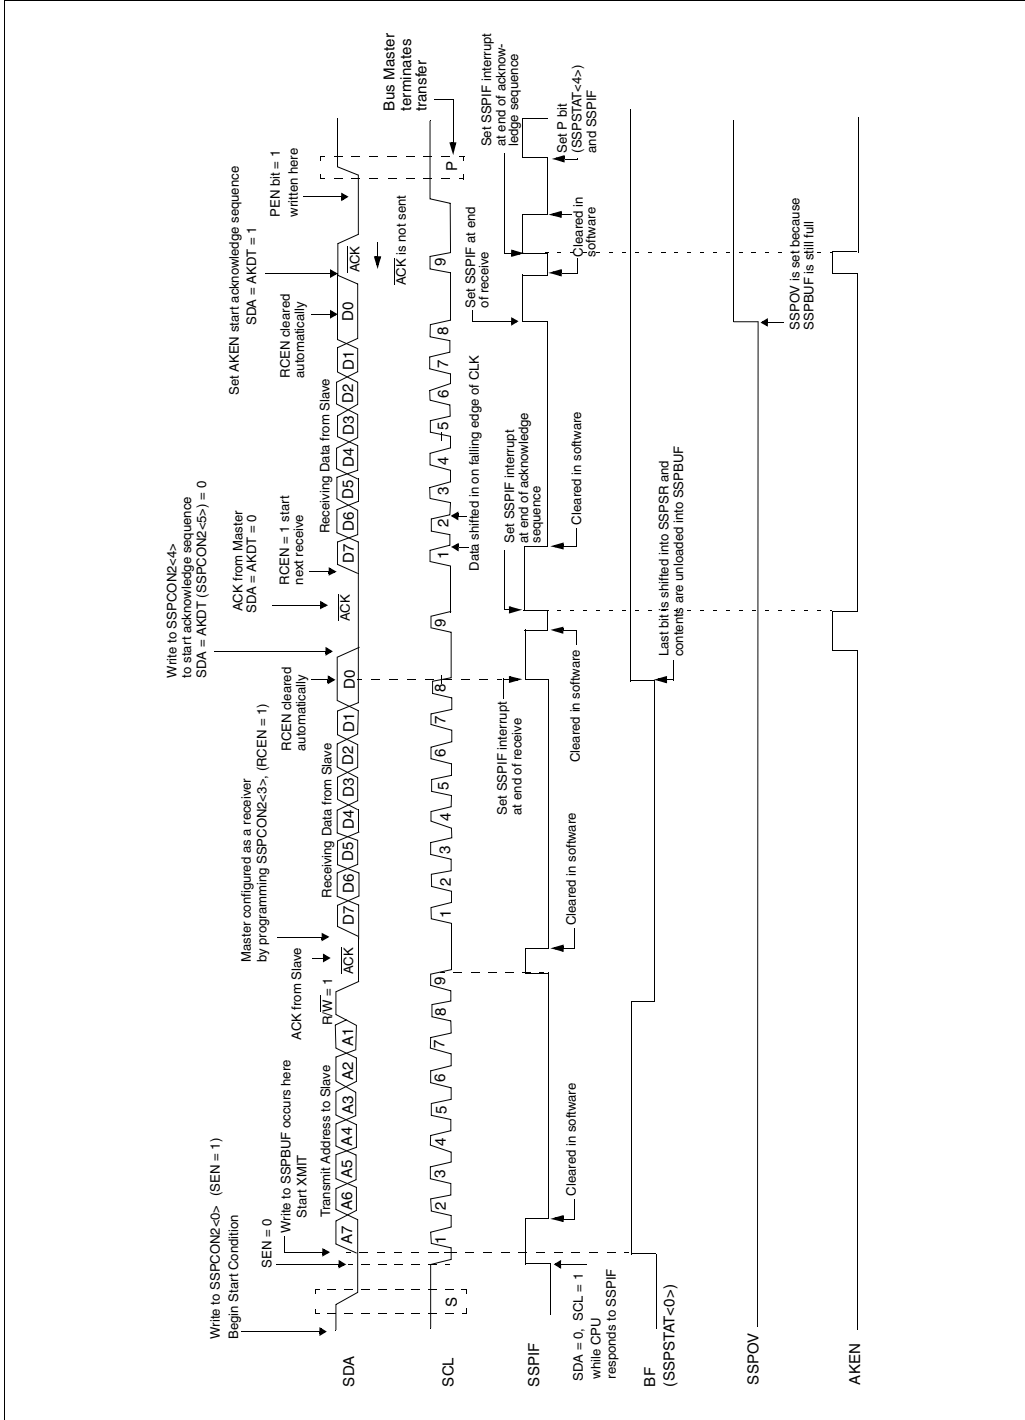 Write to SSPCON2<0> (SEN = 1)
Begin Start Condition
SEN = 0
Write to SSPBUF occurs here
Start XMIT
Transmit Address to Slave
R/W = 1
ACK from Slave
Master configured as a receiver
by programming SSPCON2<3>, (RCEN = 1)
Receiving Data from Slave
RCEN cleared
automatically
Write to SSPCON2<4>
to start acknowledge sequence
SDA = AKDT (SSPCON2<5>) = 0
ACK from Master
SDA = AKDT = 0
RCEN = 1 start
next receive
Receiving Data from Slave
RCEN cleared
automatically
Set AKEN start acknowledge sequence
SDA = AKDT = 1
PEN bit = 1
written here
SDA
A7 A6 A5 A4 A3 A2 A1
ACK
D7 D6 D5 D4 D3 D2 D1 D0
ACK
D7 D6 D5 D4 D3 D2 D1 D0
ACK
ACK is not sent
Bus Master
terminates
transfer
SCL
S
1 2 3 4 5 6 7 8 9
1 2 3 4 5 6 7 8 9
1 2 3 4 5 6 7 8 9
P
Data shifted in on falling edge of CLK
Set SSPIF interrupt
at end of receive
Set SSPIF interrupt
at end of acknowledge
sequence
Set SSPIF at end
of receive
Set SSPIF interrupt
at end of acknow-
ledge sequence
SSPIF
SDA = 0, SCL = 1
while CPU
responds to SSPIF
Cleared in software
Cleared in software
Cleared in software
Cleared in software
Cleared in
software
Set P bit
(SSPSTAT<4>)
and SSPIF
BF
(SSPSTAT<0>)
Last bit is shifted into SSPSR and
contents are unloaded into SSPBUF
SSPOV
SSPOV is set because
SSPBUF is still full
AKEN